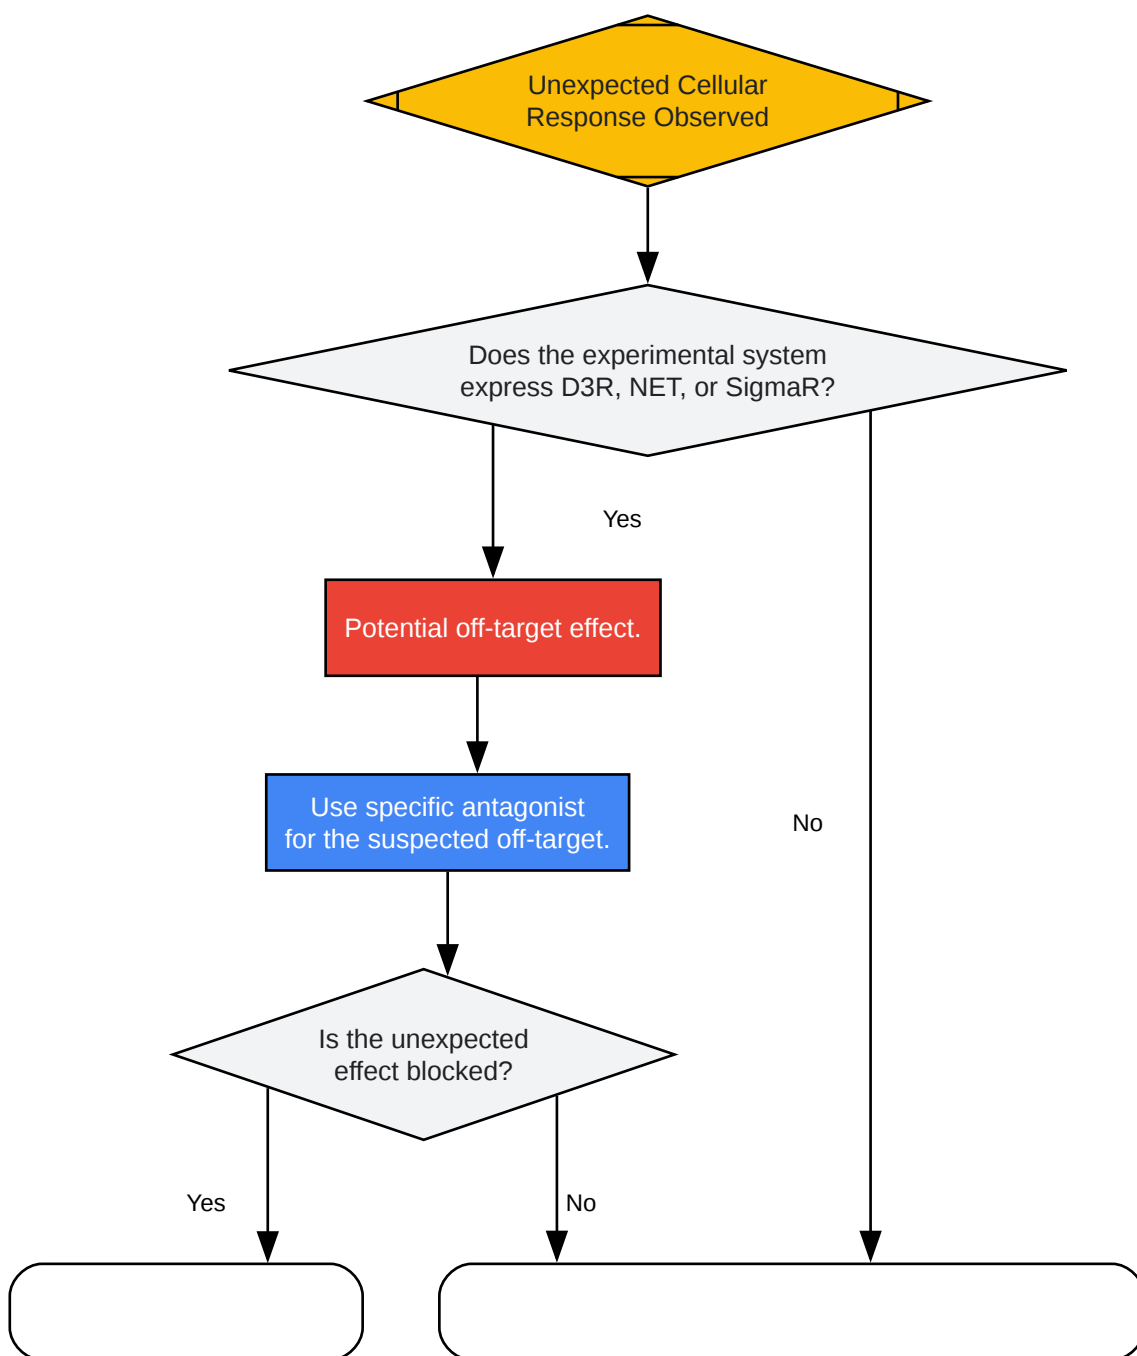 Unexpected Cellular
Response Observed
Does the experimental system
express D3R, NET, or SigmaR?
Yes
Potential off-target effect.
Use specific antagonist
for the suspected off-target.
No
Is the unexpected
effect blocked?
Yes
No